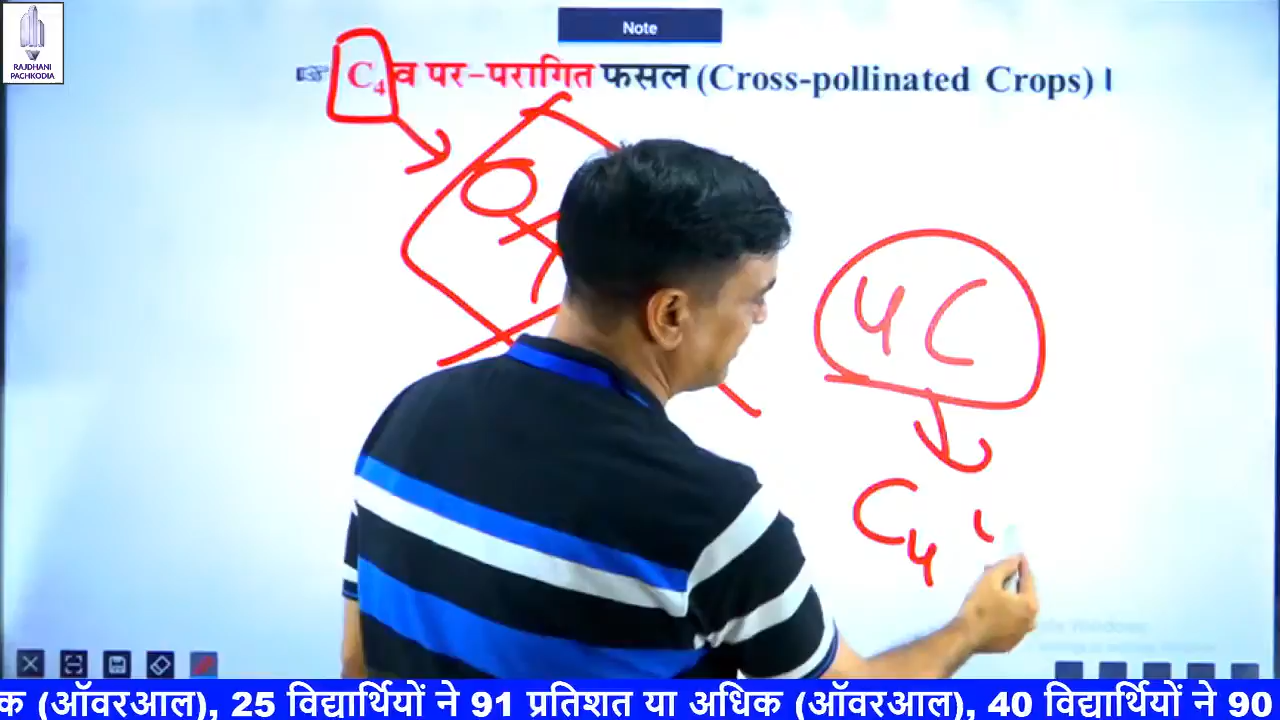 Note
RAJDHANI
PACHKODIA
☞ C₄ व पर-परागित फसल (Cross-pollinated Crops) ।
OA
4C
C₄
क (ऑवरआल), 25 विद्यार्थियों ने 91 प्रतिशत या अधिक (ऑवरआल), 40 विद्यार्थियों ने 90